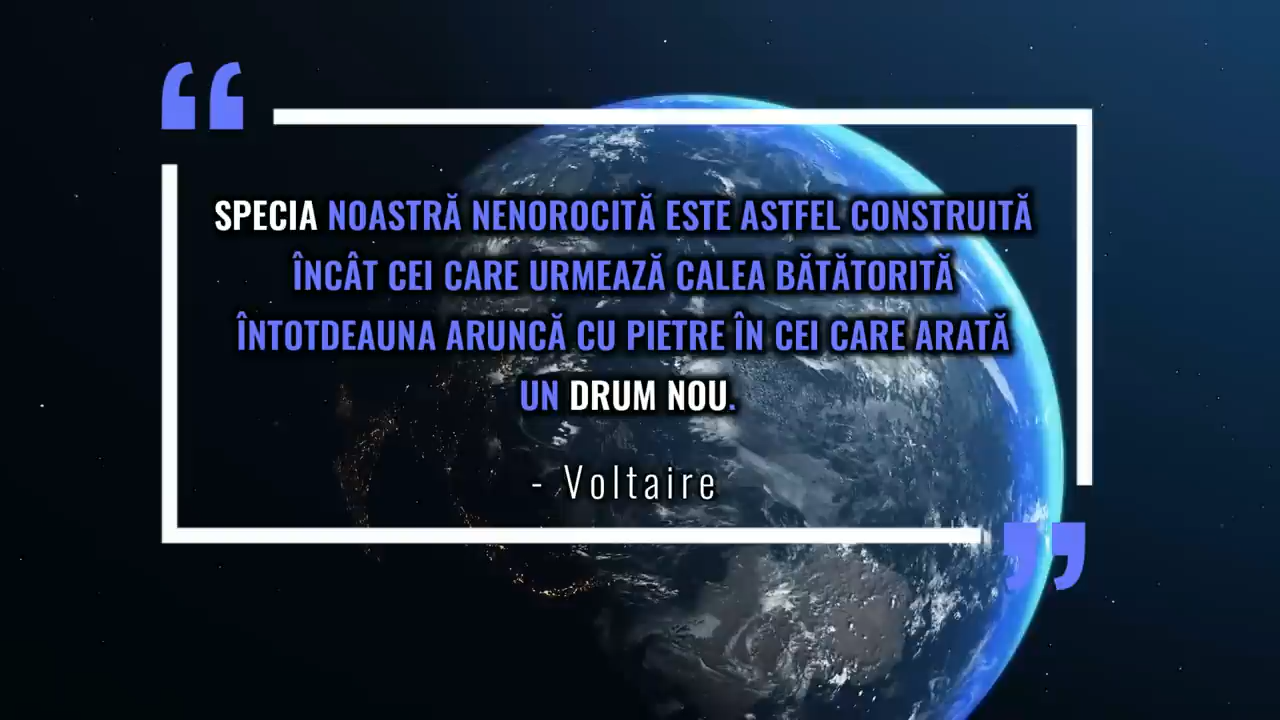 “
SPECIA NOASTRĂ NENOROCITĂ ESTE ASTFEL CONSTRUITĂ
ÎNCÂT CEI CARE URMEAZĂ CALEA BĂTĂTORITĂ
ÎNTOTDEAUNA ARUNCĂ CU PIETRE ÎN CEI CARE ARATĂ
UN DRUM NOU.
- Voltaire
”